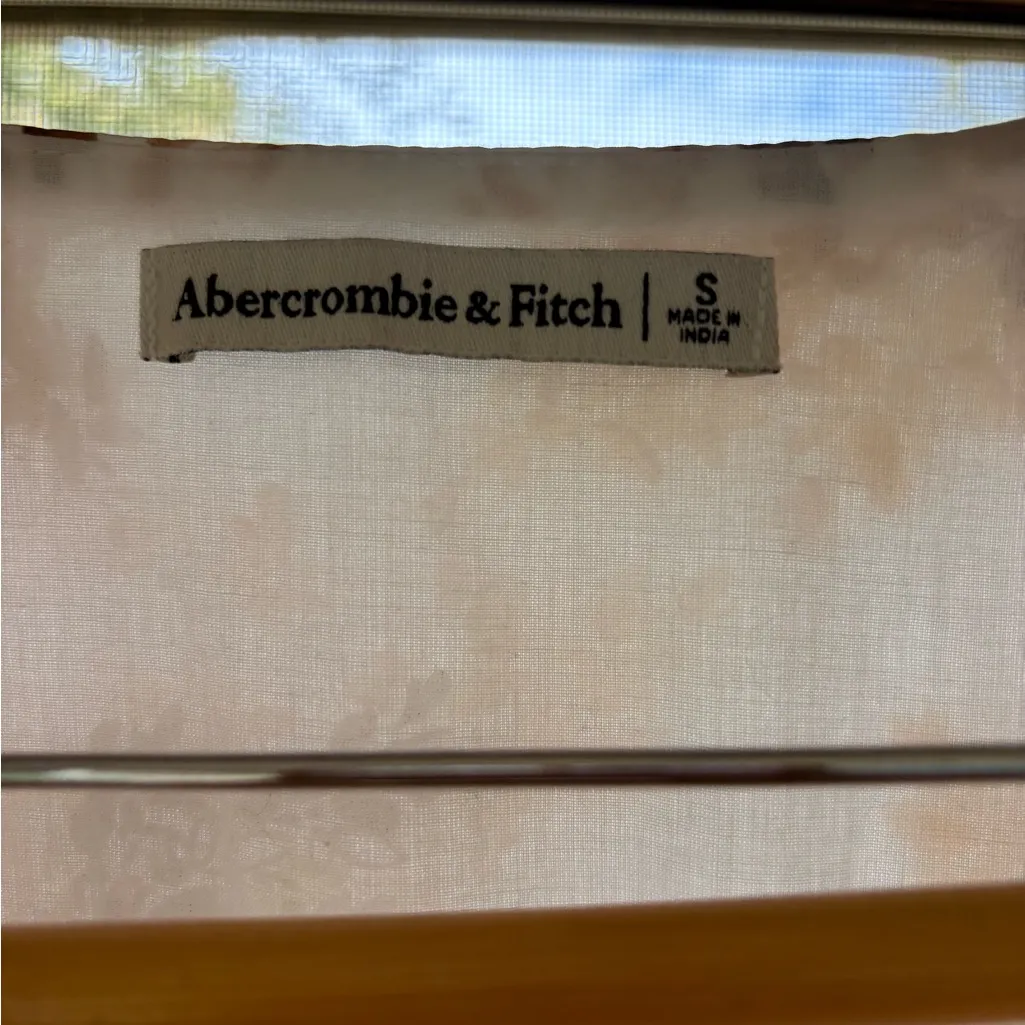 Abercrombie & Fitch | S
MADE IN
INDIA